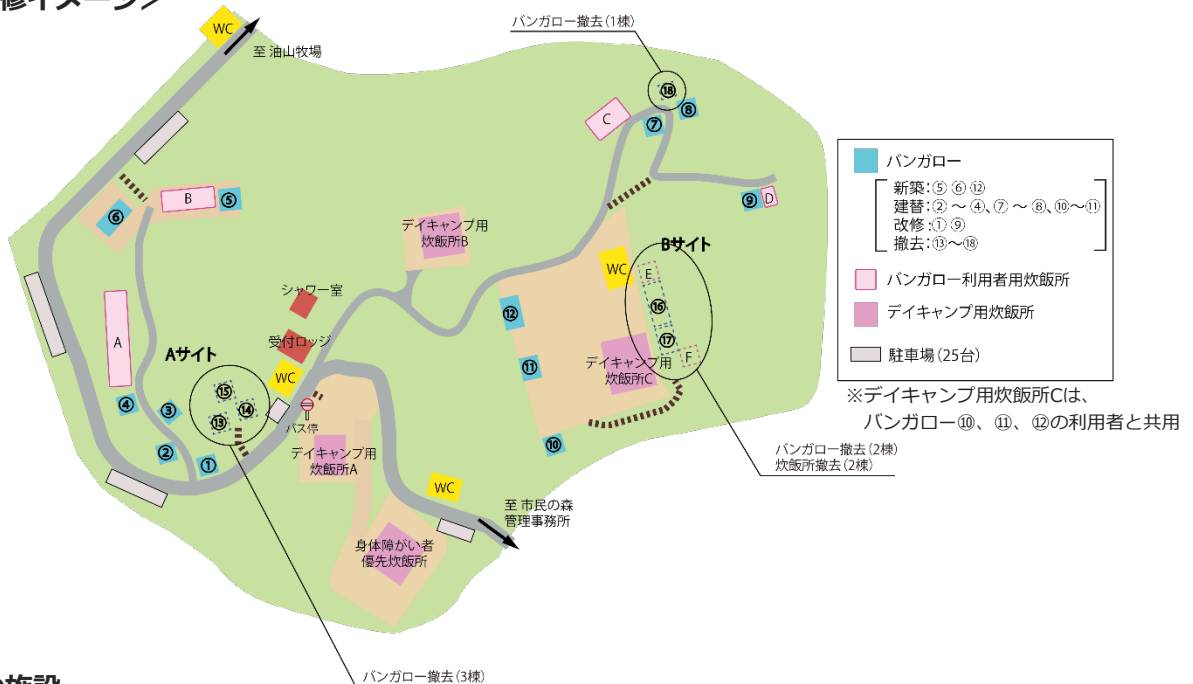 修イメージ＞
WC
至 油山牧場
バンガロー撤去（1棟）
⑱
C
⑦
⑧
⑨
D
B
⑤
⑥
デイキャンプ用
炊飯所B
Bサイト
WC
E
⑯
⑰
F
シャワー室
受付ロッジ
⑫
⑪
デイキャンプ用
炊飯所C
⑩
A
Aサイト
WC
⑮
⑭
⑬
④
③
②
①
バス停
デイキャンプ用
炊飯所A
WC
至 市民の森
管理事務所
身体障がい者
優先炊飯所
バンガロー撤去（2棟）
炊飯所撤去（2棟）
バンガロー撤去（3棟）
バンガロー
新築：⑤ ⑥ ⑫
建替：② ～ ④、⑦ ～ ⑧、⑩～⑪
改修：① ⑨
撤去：⑬～⑱
バンガロー利用者用炊飯所
デイキャンプ用炊飯所
駐車場（25台）
※デイキャンプ用炊飯所Cは、
バンガロー⑩、⑪、⑫の利用者と共用